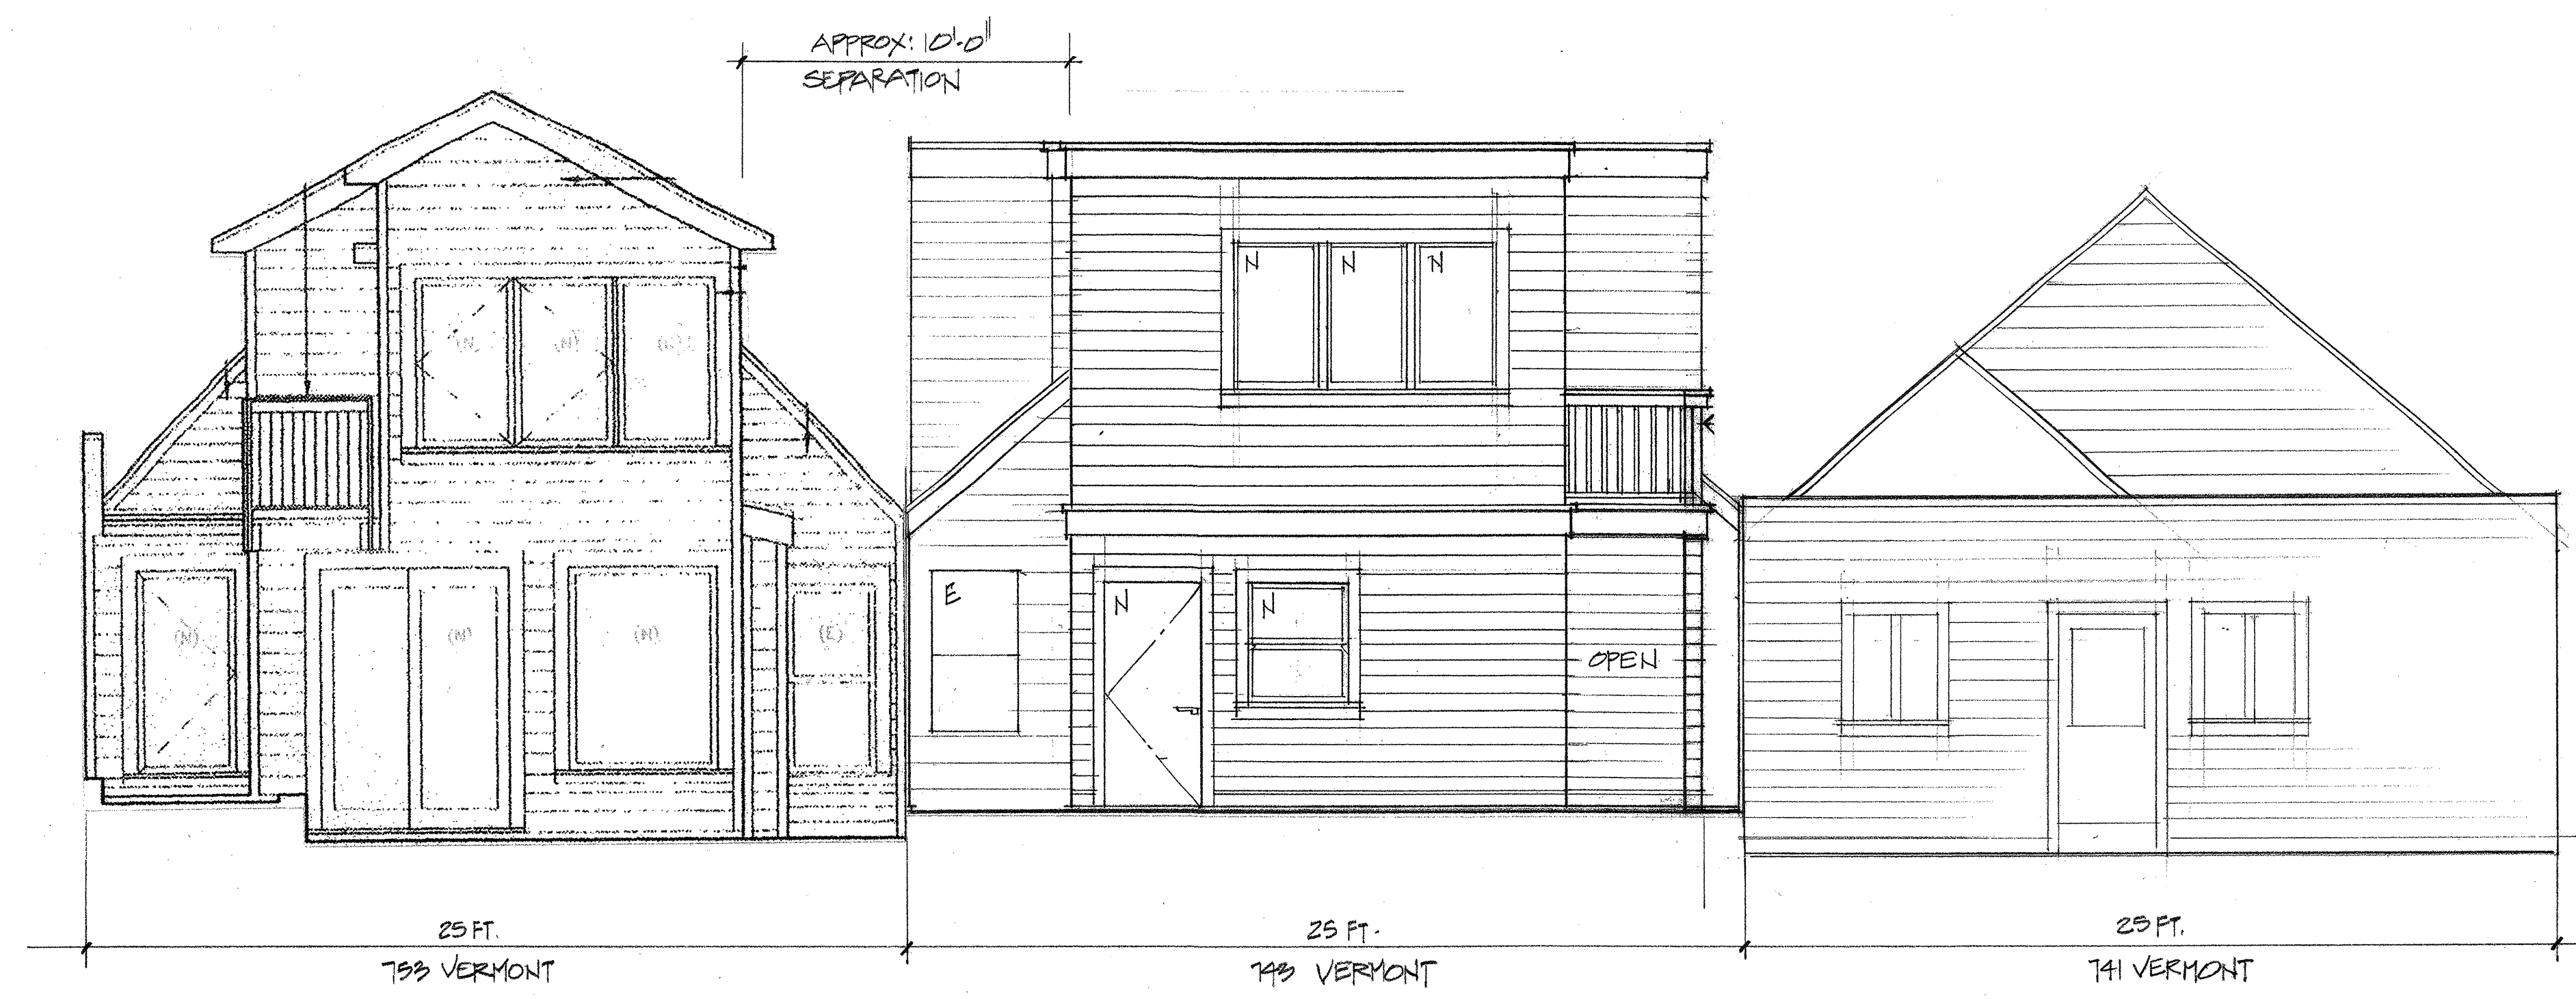 APPROX: 10'-0"
SEPARATION
N N N
(N) (N) (N)
E
N
N
(N) (N) (N) (E)
OPEN
25 FT.
753 VERMONT
25 FT.
743 VERMONT
25 FT.
741 VERMONT